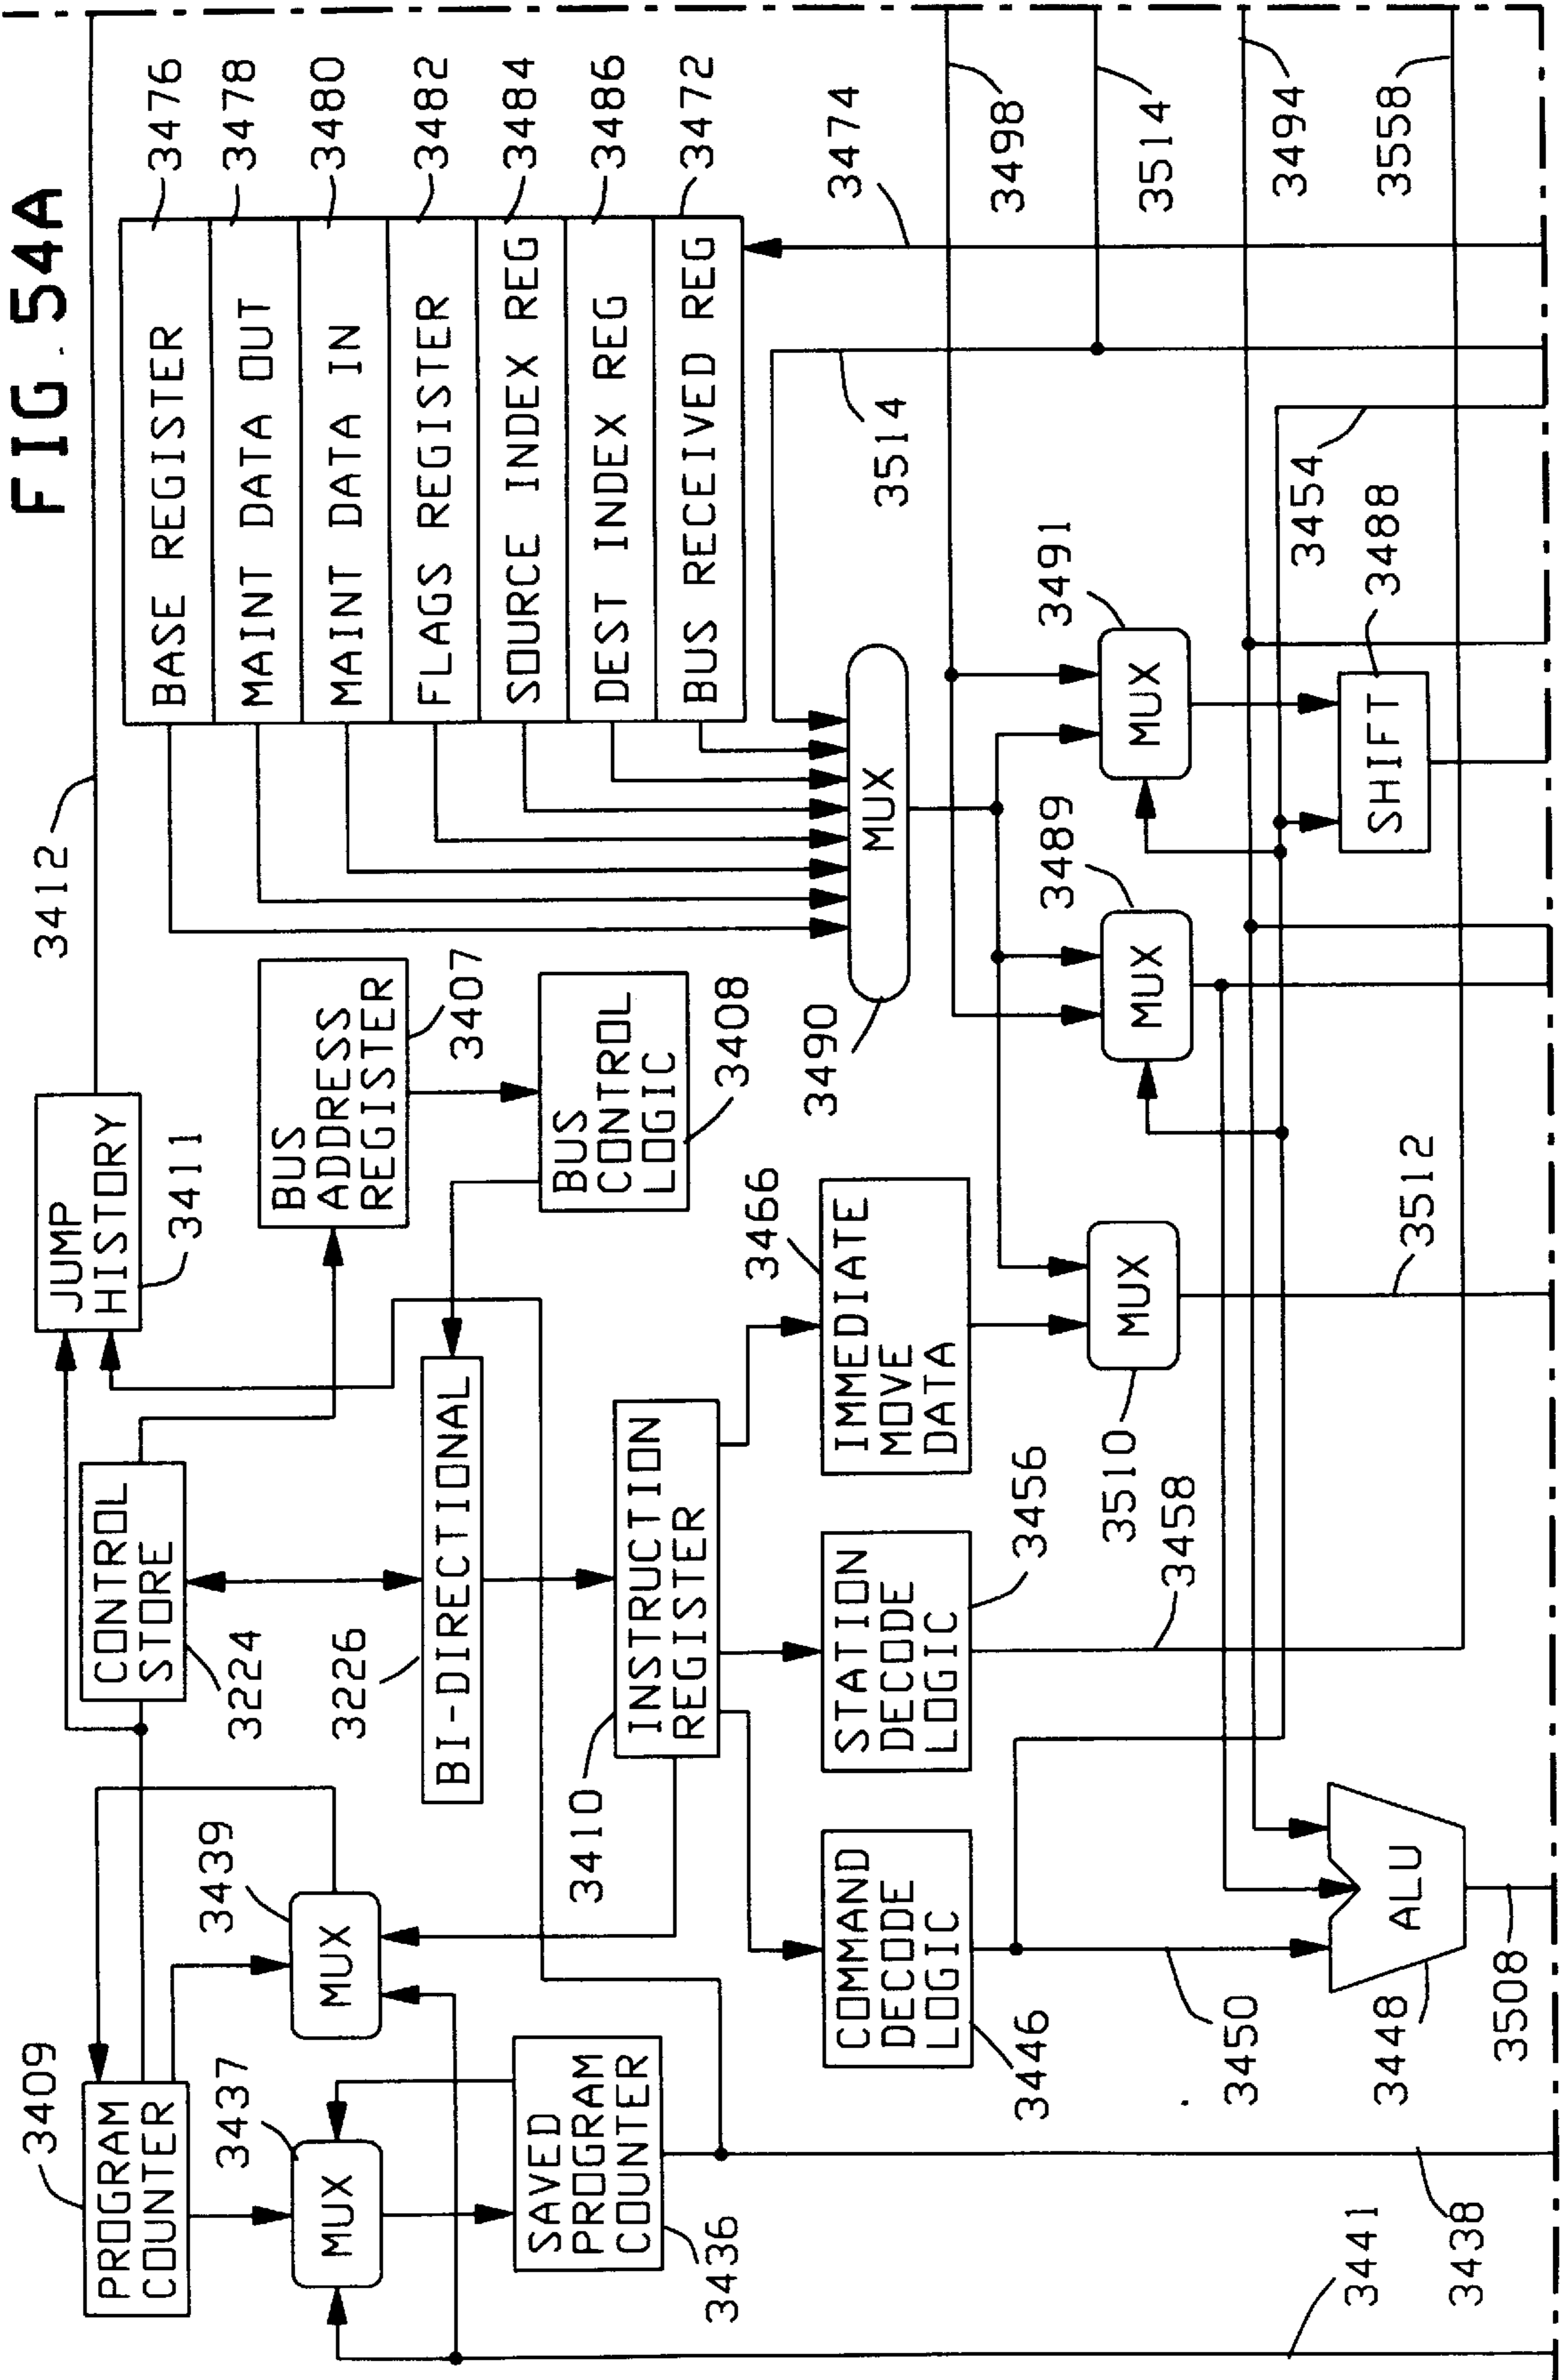 FIG. 54A
3409
PROGRAM
COUNTER
3437
MUX
3439
MUX
SAVED
PROGRAM
COUNTER
3436
3441
3438
CONTROL
STORE
3224
3226
BI-DIRECTIONAL
3410
INSTRUCTION
REGISTER
JUMP
HISTORY
3411
3412
BUS
ADDRESS
REGISTER
3407
BUS
CONTROL
LOGIC
3408
COMMAND
DECODE
LOGIC
3446
3450
STATION
DECODE
LOGIC
3456
3458
IMMEDIATE
MOVE
DATA
3466
MUX
3510
3512
ALU
3448
3508
BASE REGISTER
3476
MAINT DATA OUT
3478
MAINT DATA IN
3480
FLAGS REGISTER
3482
SOURCE INDEX REG
3484
DEST INDEX REG
3486
BUS RECEIVED REG
3472
3474
MUX
3490
3514
3498
3514
MUX
3489
MUX
3491
3494
3454
SHIFT
3488
3558